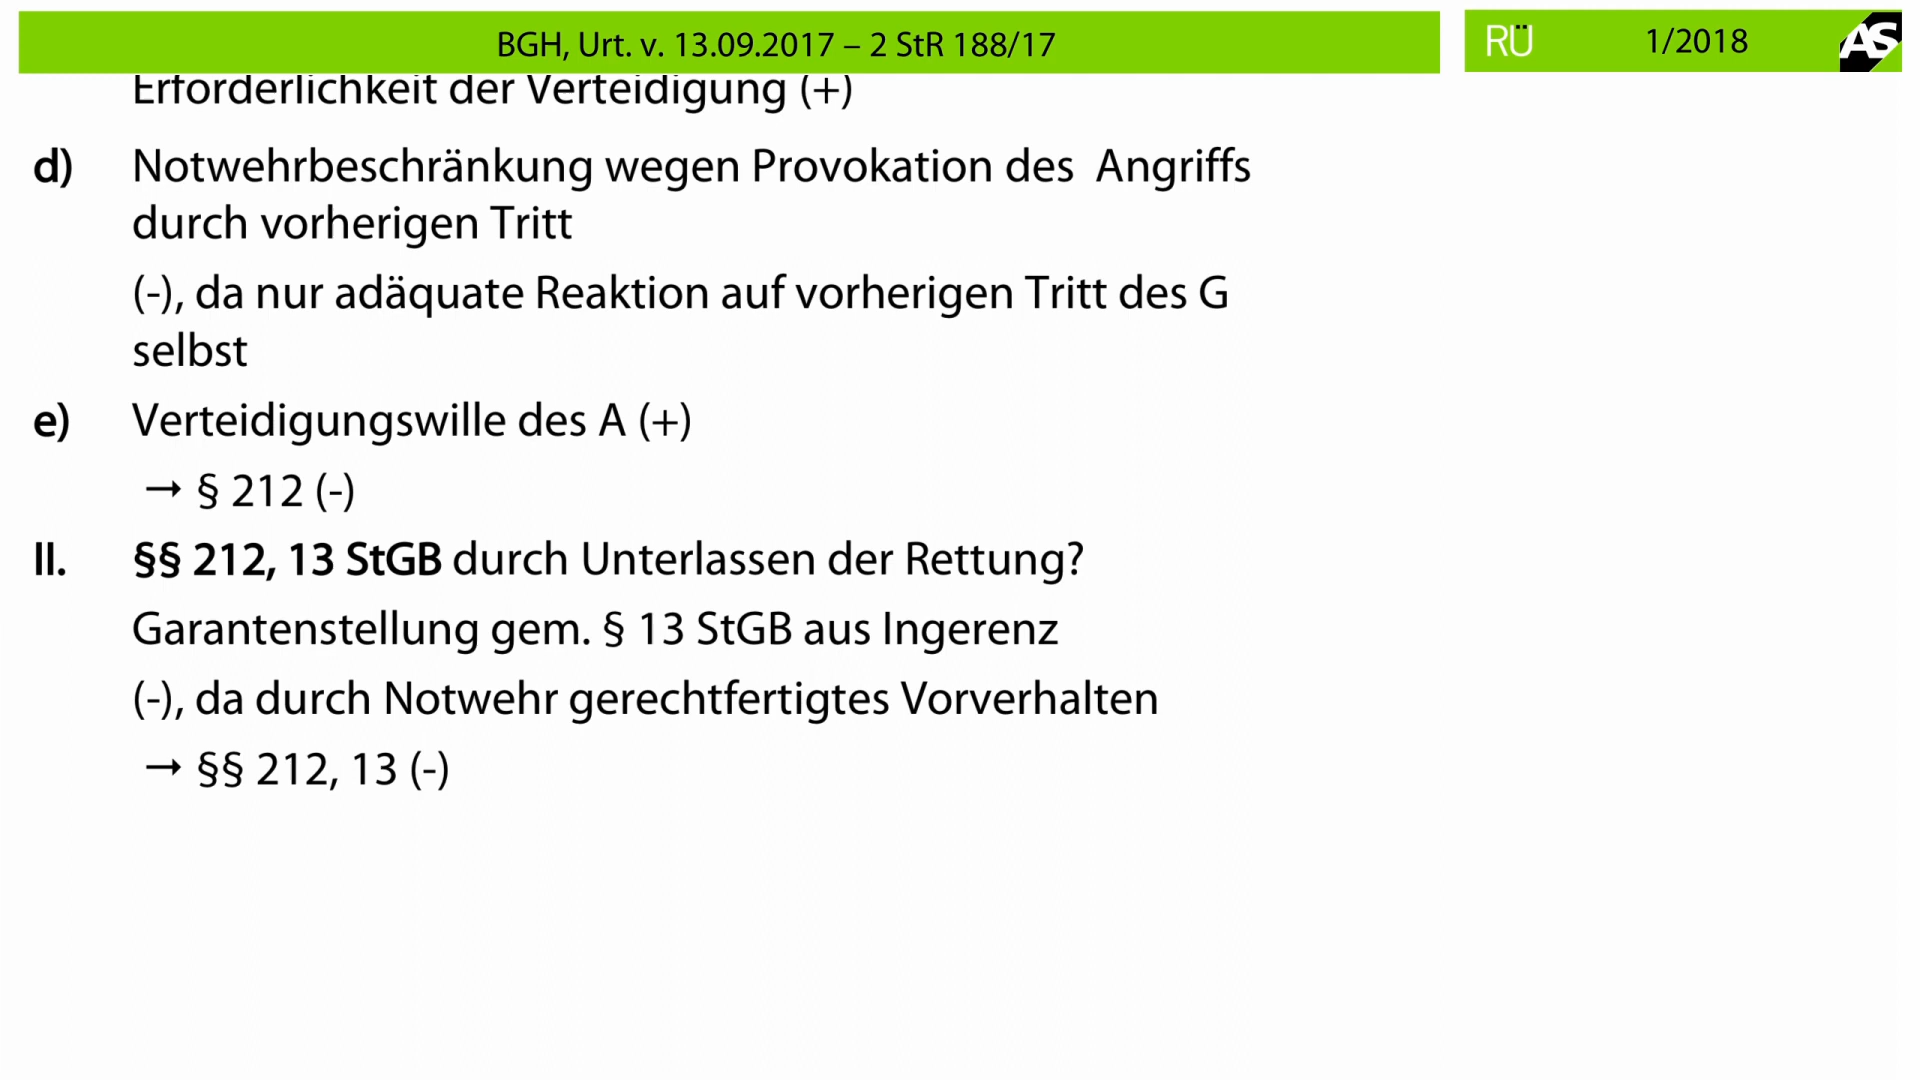 BGH, Urt. v. 13.09.2017 – 2 StR 188/17
RÜ 1/2018 AS
Erforderlichkeit der Verteidigung (+)
d) Notwehrbeschränkung wegen Provokation des Angriffs
durch vorherigen Tritt
(-), da nur adäquate Reaktion auf vorherigen Tritt des G
selbst
e) Verteidigungswille des A (+)
→ § 212 (-)
II. §§ 212, 13 StGB durch Unterlassen der Rettung?
Garantenstellung gem. § 13 StGB aus Ingerenz
(-), da durch Notwehr gerechtfertigtes Vorverhalten
→ §§ 212, 13 (-)